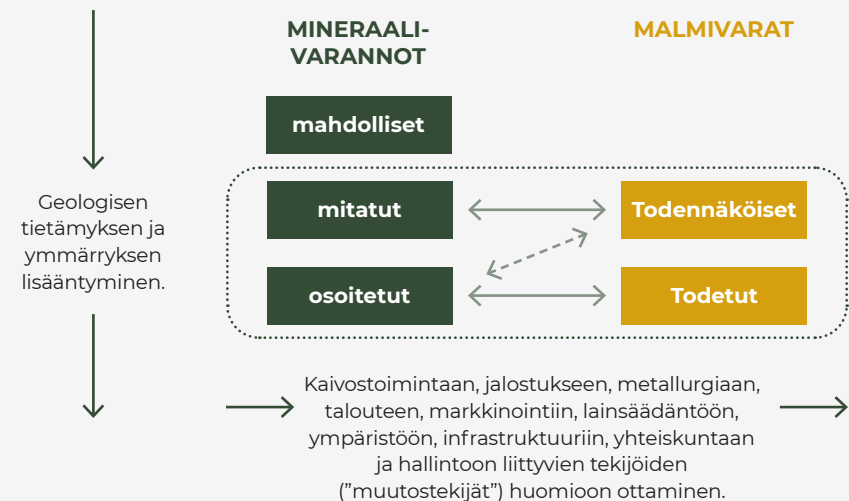 MINERAALI-
VARANNOT
MALMIVARAT
mahdolliset
mitatut
Todennäköiset
osoitetut
Todetut
Geologisen
tietämyksen ja
ymmärryksen
lisääntyminen.
Kaivostoimintaan, jalostukseen, metallurgiaan,
talouteen, markkinointiin, lainsäädäntöön,
ympäristöön, infrastruktuuriin, yhteiskuntaan
ja hallintoon liittyvien tekijöiden
(”muutostekijät”) huomioon ottaminen.